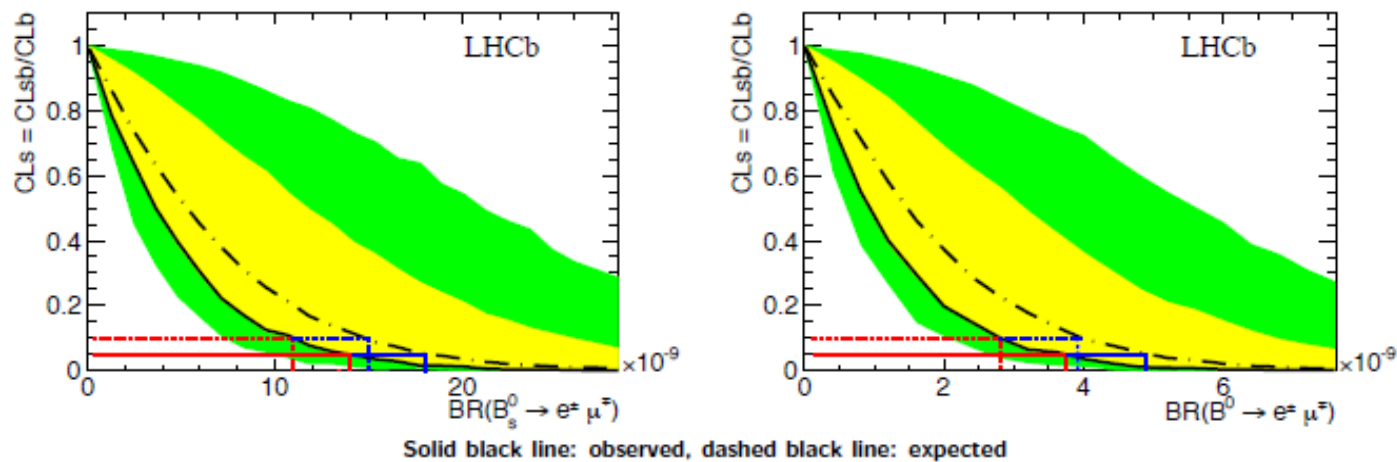 LHCb
CLs = CLsb/CLb
1
0.8
0.6
0.4
0.2
0
0 10 20
×10⁻⁹
BR(B⁰ₛ → e± μ∓)
LHCb
CLs = CLsb/CLb
1
0.8
0.6
0.4
0.2
0
0 2 4 6
×10⁻⁹
BR(B⁰ → e± μ∓)
Solid black line: observed, dashed black line: expected